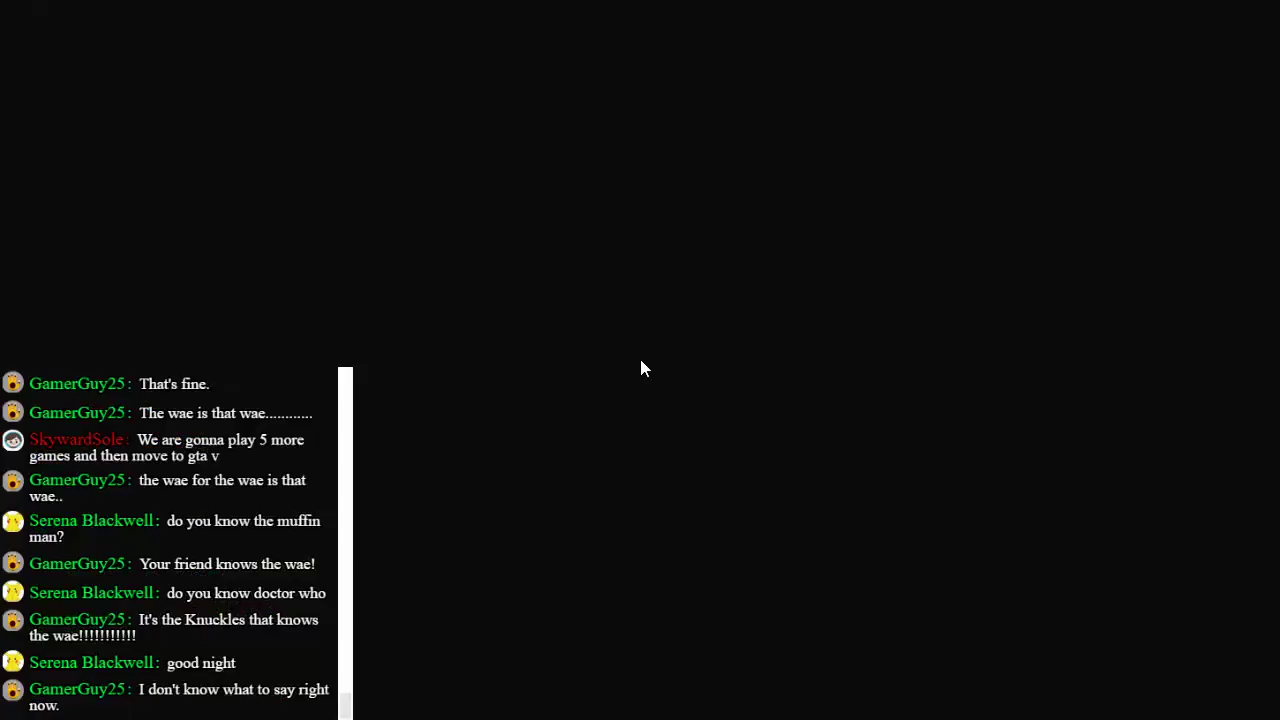 GamerGuy25: That's fine.
GamerGuy25: The wae is that wae............
SkywardSole: We are gonna play 5 more
games and then move to gta v
GamerGuy25: the wae for the wae is that
wae..
Serena Blackwell: do you know the muffin
man?
GamerGuy25: Your friend knows the wae!
Serena Blackwell: do you know doctor who
GamerGuy25: It's the Knuckles that knows
the wae!!!!!!!!!!!
Serena Blackwell: good night
GamerGuy25: I don't know what to say right
now.